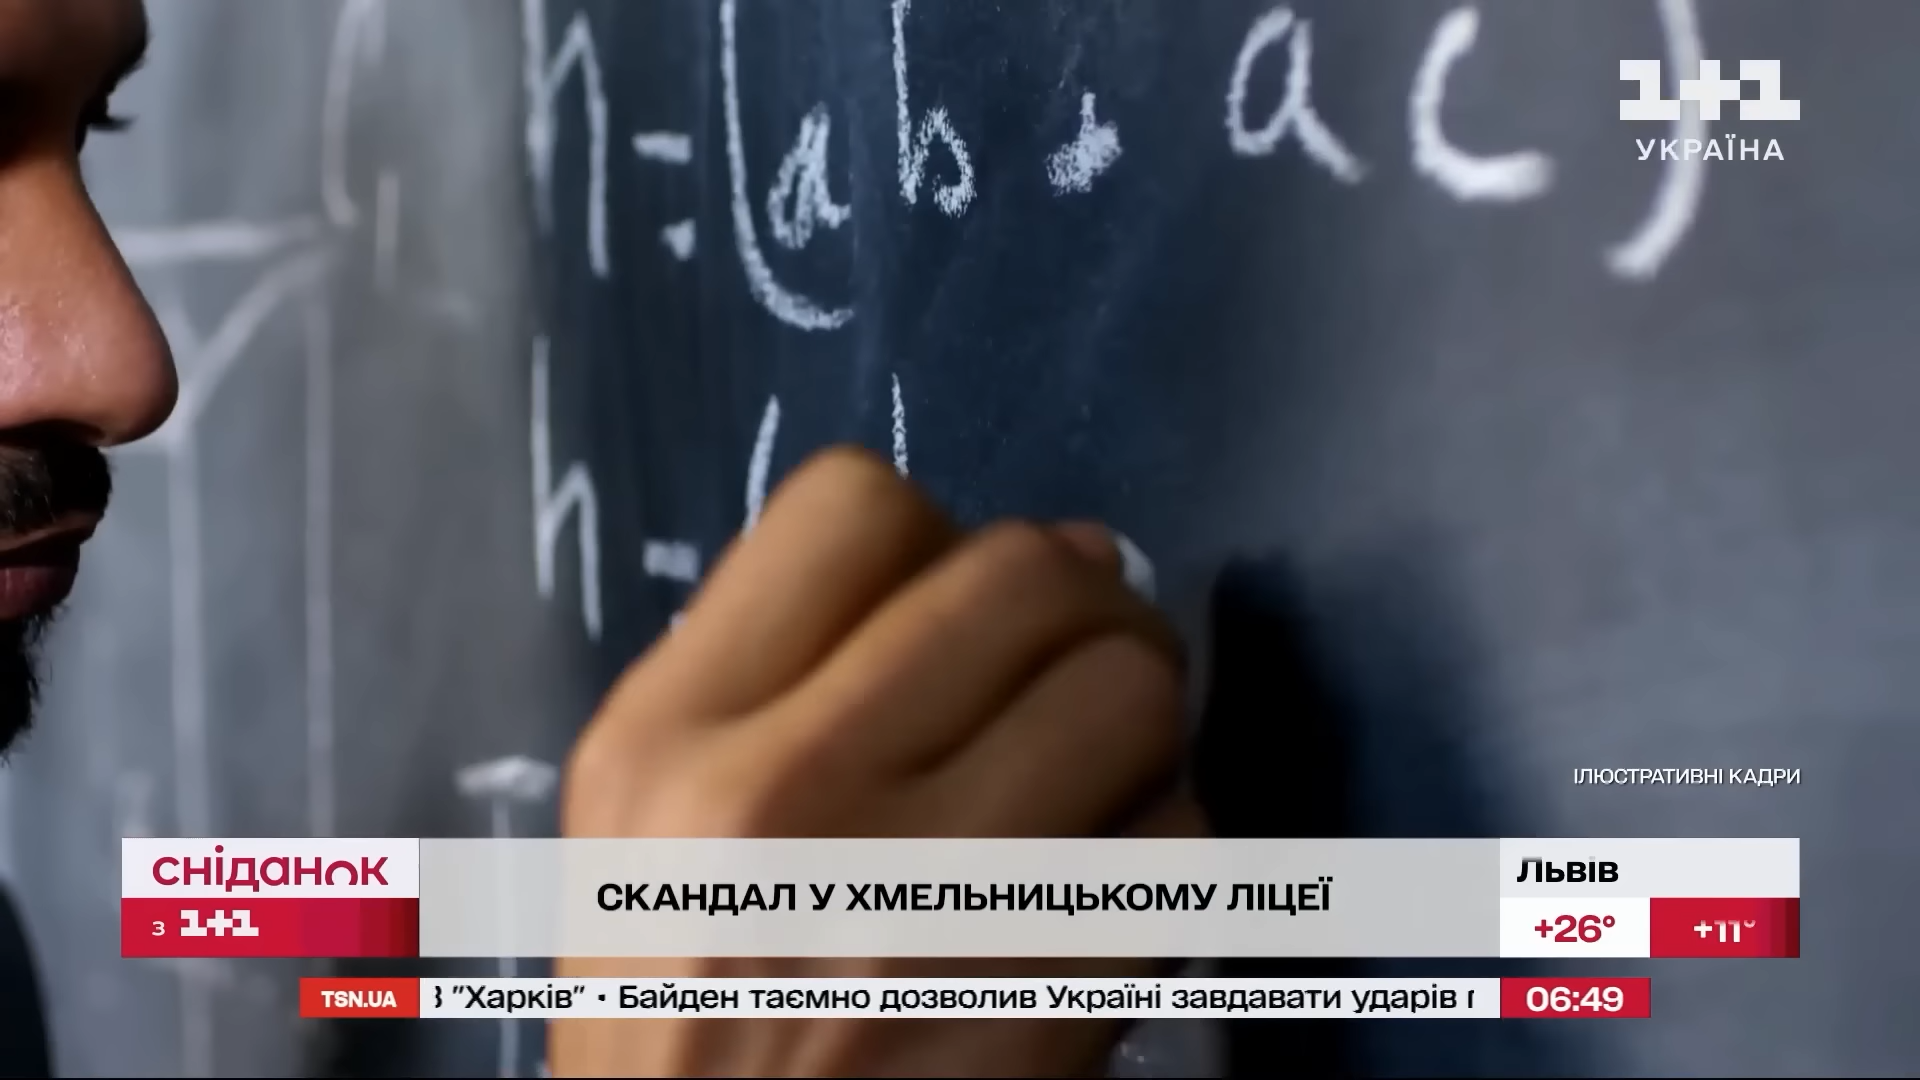 h = (ab · ac)
1+1
УКРАЇНА
h =
ІЛЮСТРАТИВНІ КАДРИ
СНІДАНОК
З 1+1
СКАНДАЛ У ХМЕЛЬНИЦЬКОМУ ЛІЦЕЇ
ЛЬВІВ
+26° +11°
TSN.UA
"Харків" • Байден таємно дозволив Україні завдавати ударів
06:49